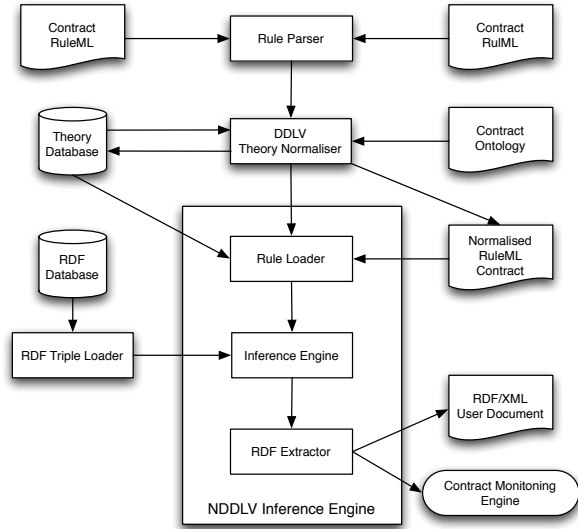 Contract
RuleML
Rule Parser
Contract
RulML
Theory
Database
DDLV
Theory Normaliser
Contract
Ontology
RDF
Database
Rule Loader
Normalised
RuleML
Contract
RDF Triple Loader
Inference Engine
RDF/XML
User Document
RDF Extractor
Contract Monitoring
Engine
NDDLV Inference Engine